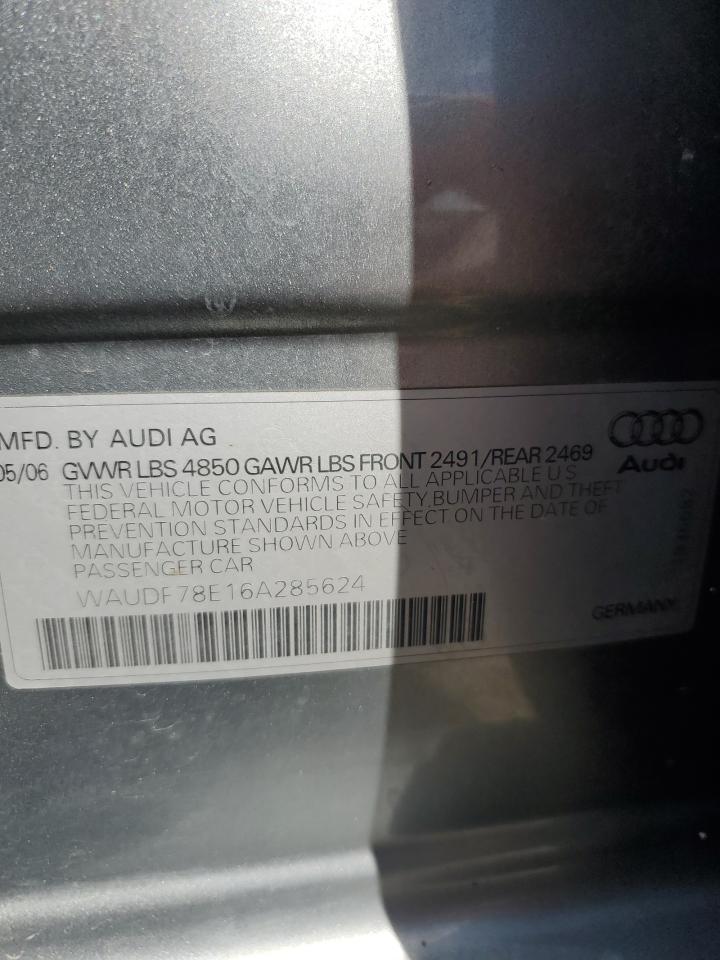 MFD. BY AUDI AG
05/06 GVWR LBS 4850 GAWR LBS FRONT 2491/REAR 2469
THIS VEHICLE CONFORMS TO ALL APPLICABLE U S
FEDERAL MOTOR VEHICLE SAFETY, BUMPER AND THEFT
PREVENTION STANDARDS IN EFFECT ON THE DATE OF
MANUFACTURE SHOWN ABOVE
PASSENGER CAR
WAUDF78E16A285624
Audi
GERMANY